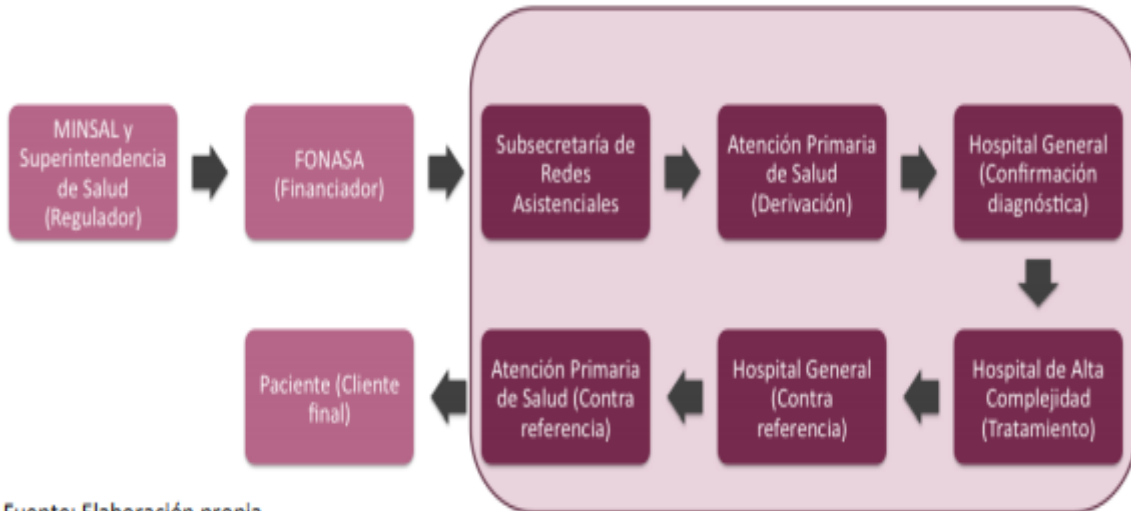 MINSAL y
Superintendencia
de Salud
(Regulador)
FONASA
(Financiador)
Subsecretaría de
Redes
Asistenciales
Atención Primaria
de Salud
(Derivación)
Hospital General
(Confirmación
diagnóstica)
Hospital de Alta
Complejidad
(Tratamiento)
Hospital General
(Contra
referencia)
Atención Primaria
de Salud (Contra
referencia)
Paciente (Cliente
final)
Fuente: Elaboración propia